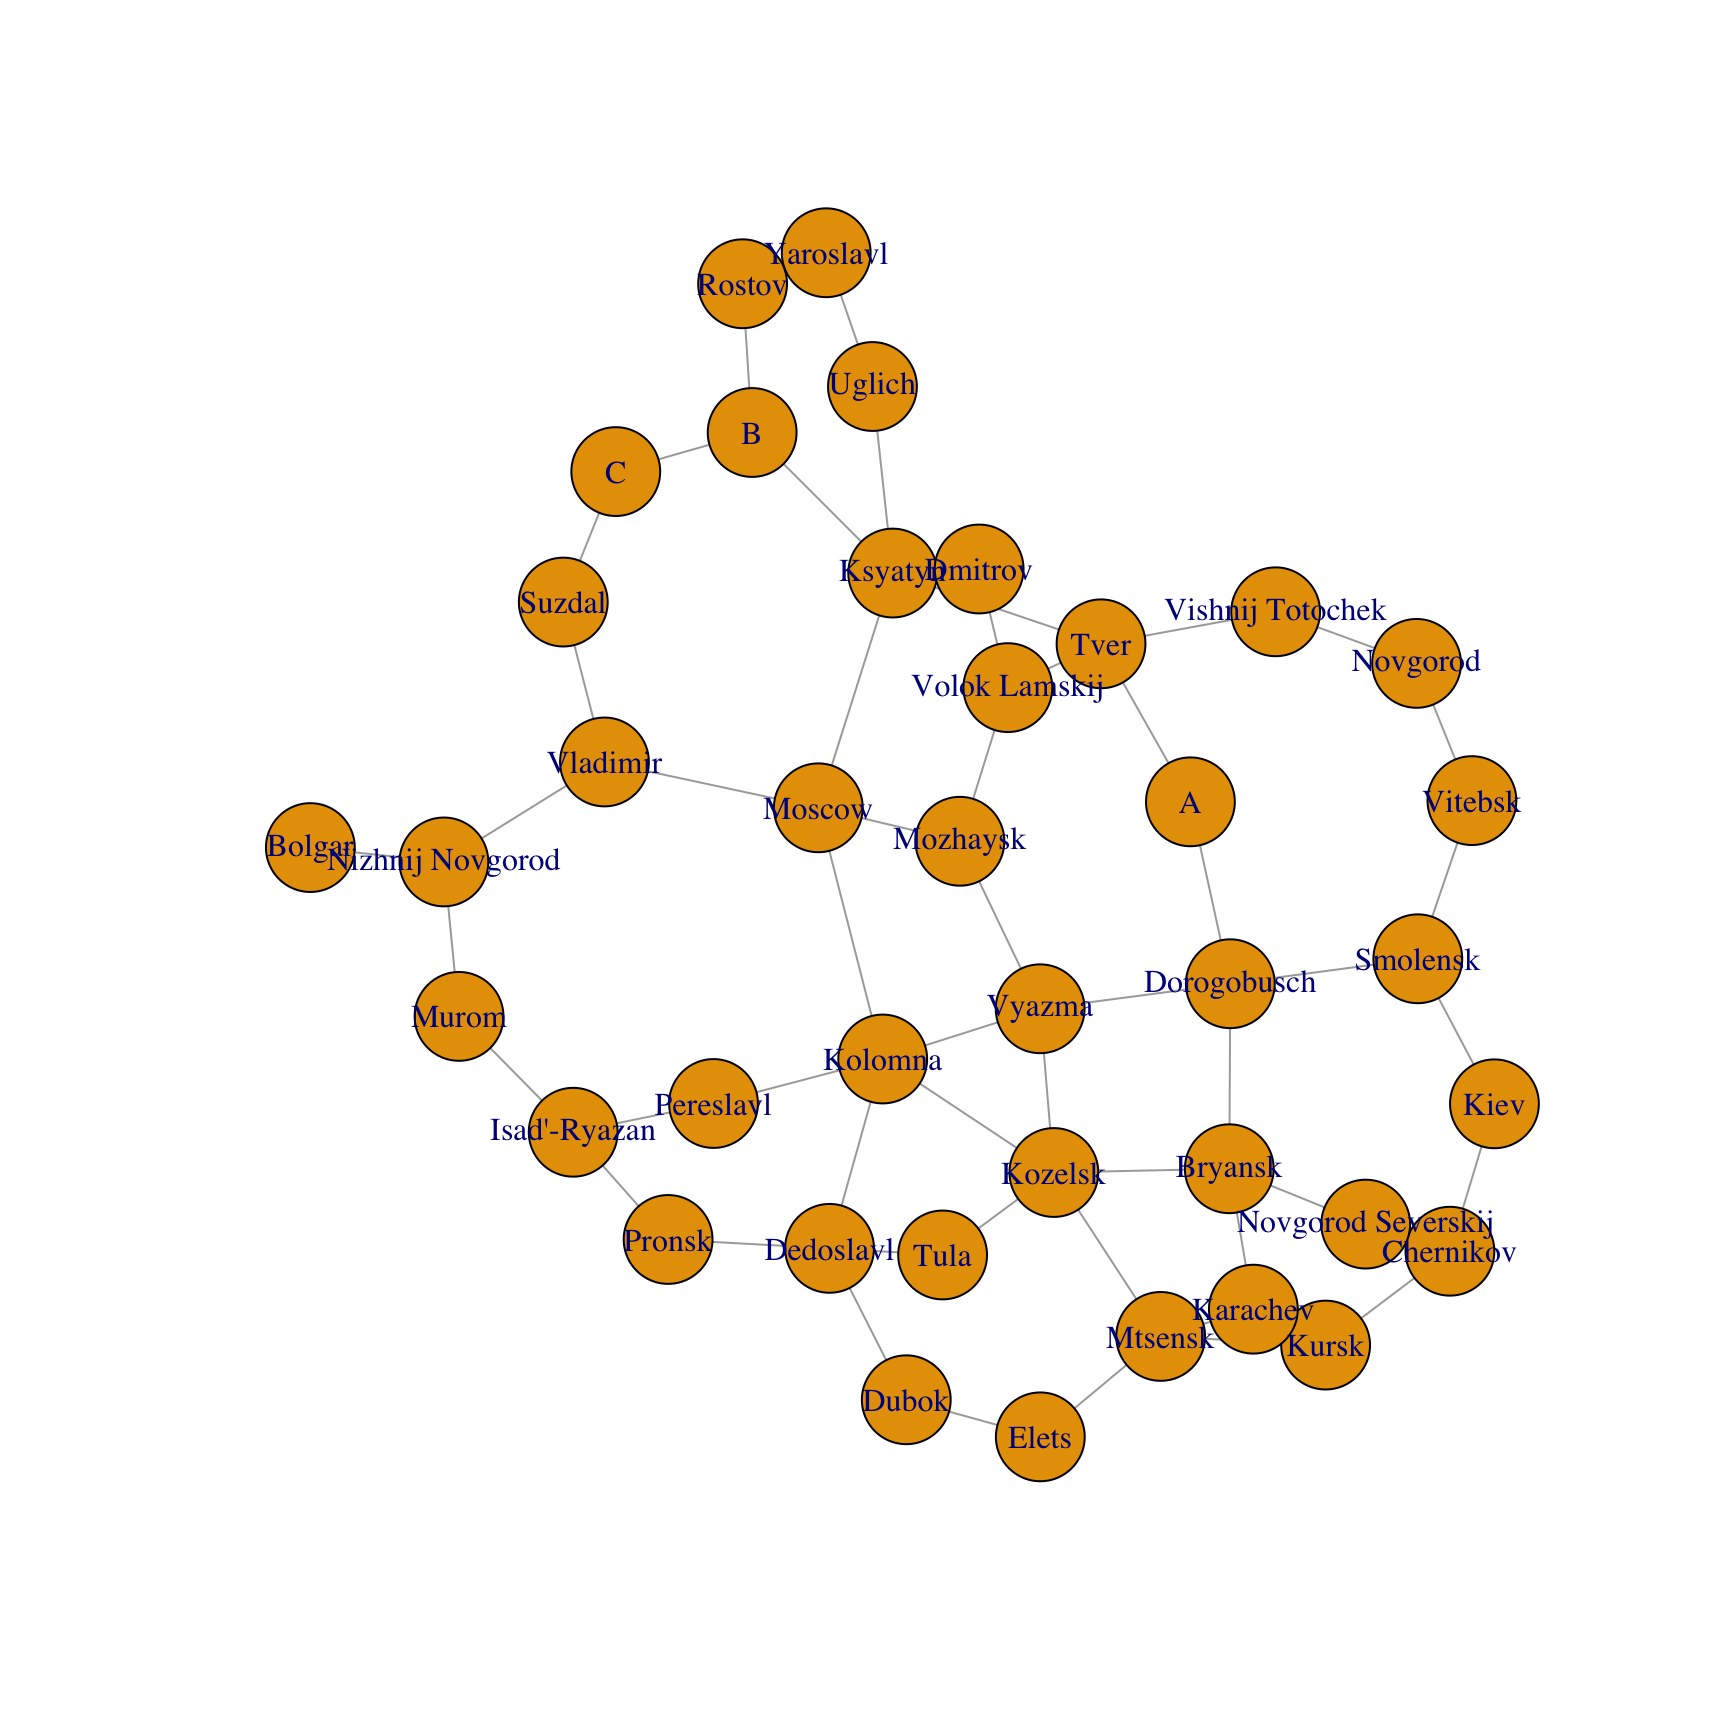 Yaroslavl
Rostov
Uglich
B
C
Ksyatyn
Dmitrov
Suzdal
Vishnij Totochek
Tver
Novgorod
Volok Lamskij
Vladimir
Moscow
A
Vitebsk
Mozhaysk
Bolgar
Nizhnij Novgorod
Smolensk
Dorogobusch
Vyazma
Murom
Kolomna
Pereslavl
Kiev
Isad'-Ryazan
Kozelsk
Bryansk
Novgorod Severskij
Pronsk
Dedoslavl
Tula
Chernikov
Karachev
Mtsensk
Kursk
Dubok
Elets